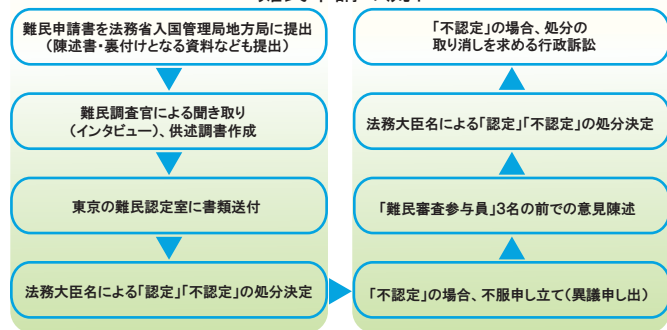 難民申請書を法務省入国管理局地方局に提出
(陳述書・裏付けとなる資料なども提出)
難民調査官による聞き取り
(インタビュー)、供述調書作成
東京の難民認定室に書類送付
法務大臣名による「認定」「不認定」の処分決定
「不認定」の場合、不服申し立て(異議申し出)
「難民審査参与員」3名の前での意見陳述
法務大臣名による「認定」「不認定」の処分決定
「不認定」の場合、処分の
取り消しを求める行政訴訟